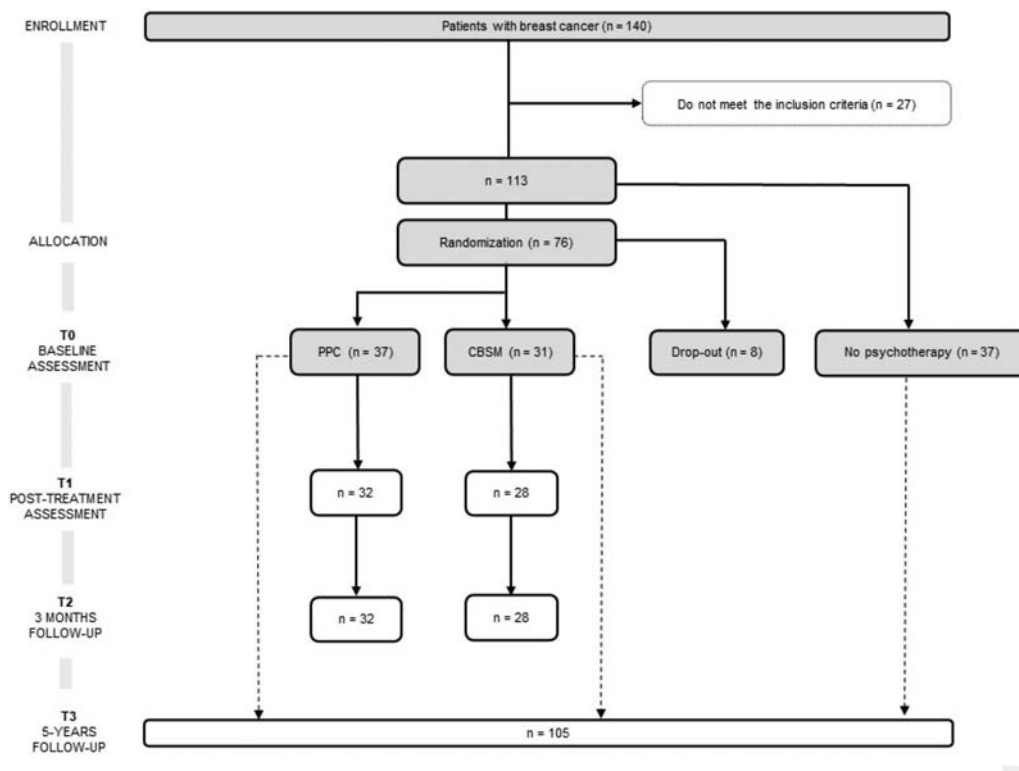 ENROLLMENT
Patients with breast cancer (n = 140)
Do not meet the inclusion criteria (n = 27)
n = 113
ALLOCATION
Randomization (n = 76)
T0
BASELINE
ASSESSMENT
PPC (n = 37)
CBSM (n = 31)
Drop-out (n = 8)
No psychotherapy (n = 37)
T1
POST-TREATMENT
ASSESSMENT
n = 32
n = 28
T2
3 MONTHS
FOLLOW-UP
n = 32
n = 28
T3
5-YEARS
FOLLOW-UP
n = 105